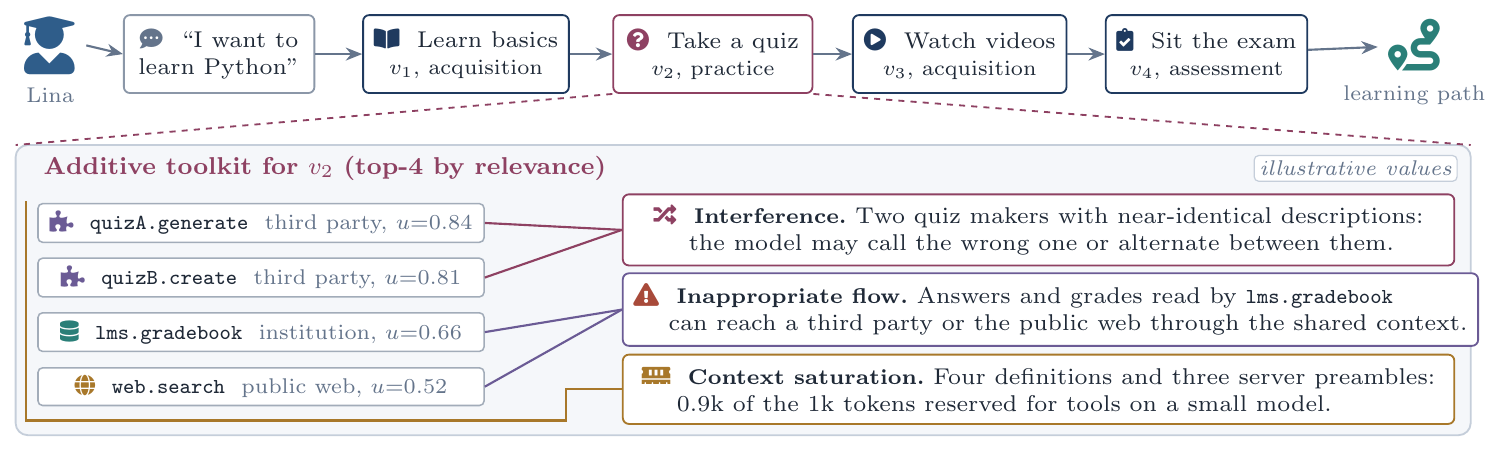 Lina
“I want to
learn Python”
Learn basics
v₁, acquisition
Take a quiz
v₂, practice
Watch videos
v₃, acquisition
Sit the exam
v₄, assessment
learning path
Additive toolkit for v₂ (top-4 by relevance)
illustrative values
quizA.generate third party, u=0.84
quizB.create third party, u=0.81
lms.gradebook institution, u=0.66
web.search public web, u=0.52
Interference. Two quiz makers with near-identical descriptions:
the model may call the wrong one or alternate between them.
Inappropriate flow. Answers and grades read by lms.gradebook
can reach a third party or the public web through the shared context.
Context saturation. Four definitions and three server preambles:
0.9k of the 1k tokens reserved for tools on a small model.